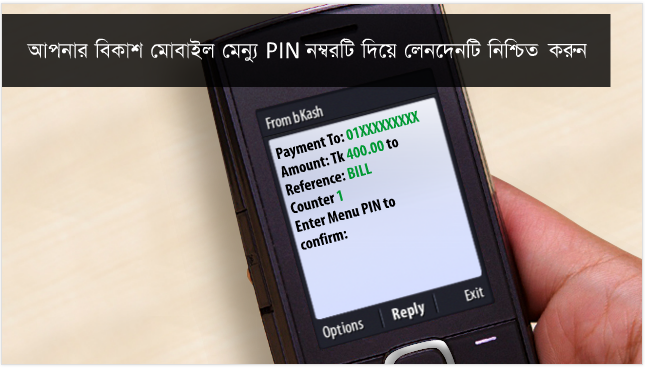 আপনার বিকাশ মোবাইল মেন্যু PIN নম্বরটি দিয়ে লেনদেনটি নিশ্চিত করুন
From bKash
Payment To: 01XXXXXXXXX
Amount: Tk 400.00 to
Reference: BILL
Counter 1
Enter Menu PIN to
confirm:
Options Reply Exit